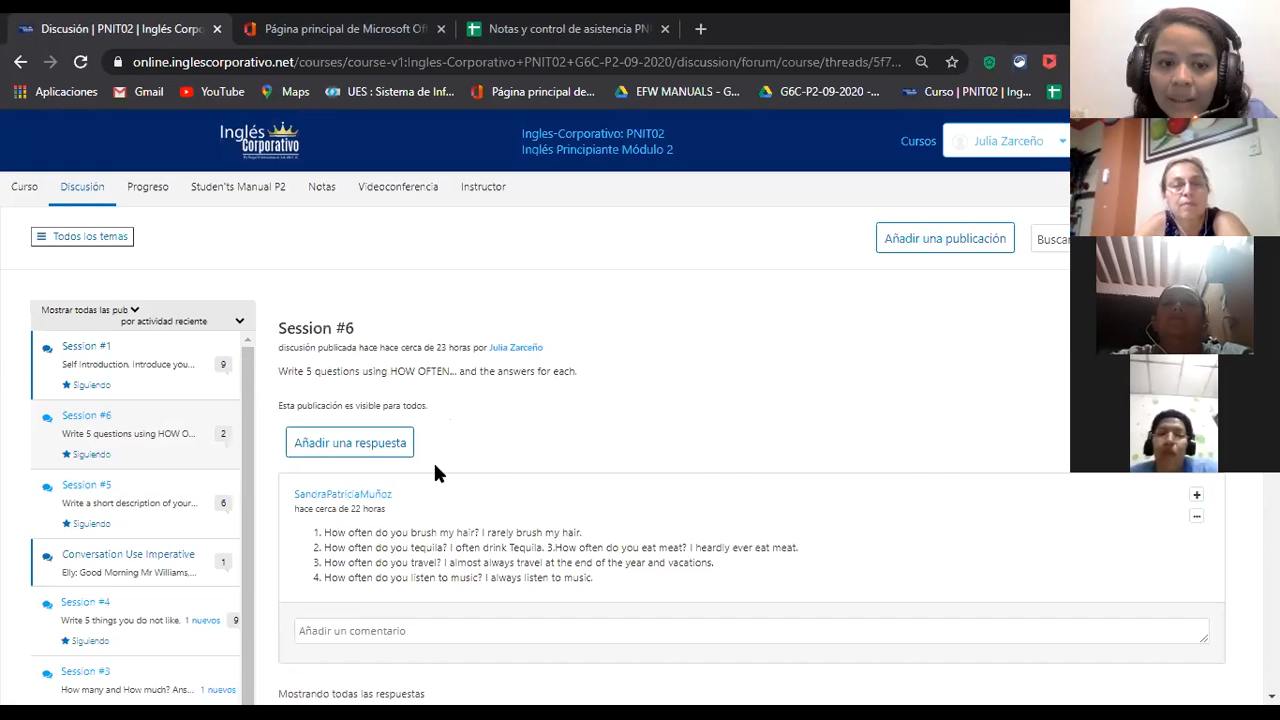 Discusión | PNIT02 | Inglés Corpo
Página principal de Microsoft Of
Notas y control de asistencia PN
online.inglescorporativo.net/courses/course-v1:Ingles-Corporativo+PNIT02+G6C-P2-09-2020/discussion/forum/course/threads/5f7...
Aplicaciones
Gmail
YouTube
Maps
UES : Sistema de Inf...
Página principal de...
EFW MANUALS - G...
G6C-P2-09-2020 -...
Curso | PNIT02 | Ing...
Inglés
Corporativo
Ingles-Corporativo: PNIT02
Inglés Principiante Módulo 2
Cursos
Julia Zarceño
Curso
Discusión
Progreso
Studen'ts Manual P2
Notas
Videoconferencia
Instructor
Todos los temas
Añadir una publicación
Buscar
Mostrar todas las pub
por actividad reciente
Session #1
Self Introduction. Introduce you...
9
Siguiendo
Session #6
Write 5 questions using HOW O...
2
Siguiendo
Session #5
Write a short description of your...
6
Siguiendo
Conversation Use Imperative
Elly: Good Morning Mr Williams,...
1
Session #4
Write 5 things you do not like. 1 nuevos 9
Siguiendo
Session #3
How many and How much? Ans... 1 nuevos
Session #6
discusión publicada hace hace cerca de 23 horas por Julia Zarceño
Write 5 questions using HOW OFTEN... and the answers for each.
Esta publicación es visible para todos.
Añadir una respuesta
SandraPatriciaMuñoz
hace cerca de 22 horas
1. How often do you brush my hair? I rarely brush my hair.
2. How often do you tequila? I often drink Tequila. 3.How often do you eat meat? I heardly ever eat meat.
3. How often do you travel? I almost always travel at the end of the year and vacations.
4. How often do you listen to music? I always listen to music.
Añadir un comentario
Mostrando todas las respuestas